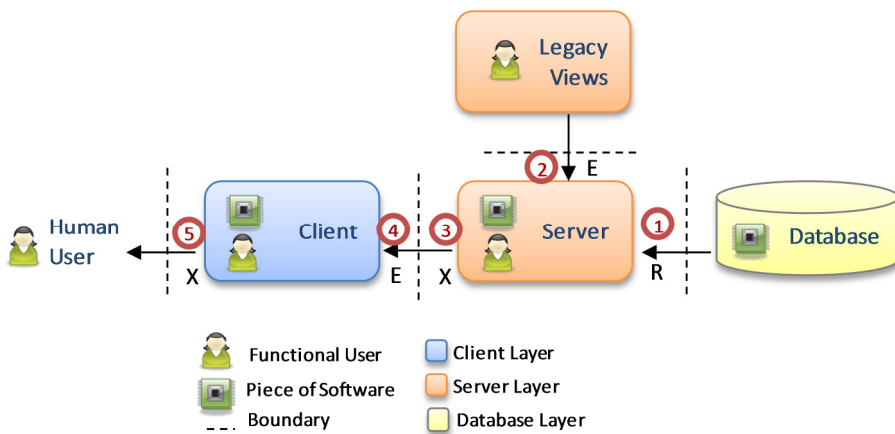 Legacy
Views
2
E
Human
User
5
X
Client
4
E
3
X
Server
1
R
Database
Functional User
Piece of Software
Boundary
Client Layer
Server Layer
Database Layer